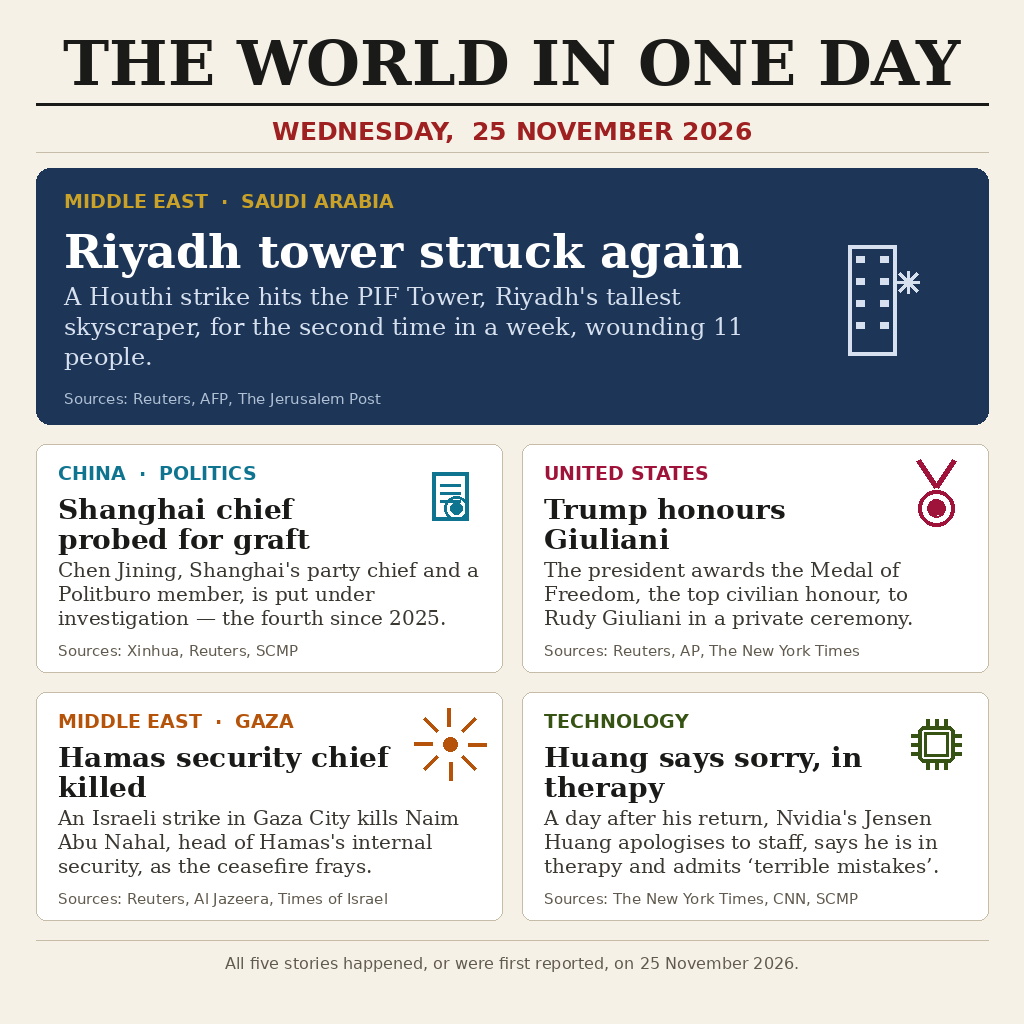 THE WORLD IN ONE DAY
WEDNESDAY, 25 NOVEMBER 2026
MIDDLE EAST · SAUDI ARABIA
Riyadh tower struck again
A Houthi strike hits the PIF Tower, Riyadh's tallest
skyscraper, for the second time in a week, wounding 11
people.
Sources: Reuters, AFP, The Jerusalem Post
CHINA · POLITICS
Shanghai chief
probed for graft
Chen Jining, Shanghai's party chief and a
Politburo member, is put under
investigation — the fourth since 2025.
Sources: Xinhua, Reuters, SCMP
UNITED STATES
Trump honours
Giuliani
The president awards the Medal of
Freedom, the top civilian honour, to
Rudy Giuliani in a private ceremony.
Sources: Reuters, AP, The New York Times
MIDDLE EAST · GAZA
Hamas security chief
killed
An Israeli strike in Gaza City kills Naim
Abu Nahal, head of Hamas's internal
security, as the ceasefire frays.
Sources: Reuters, Al Jazeera, Times of Israel
TECHNOLOGY
Huang says sorry, in
therapy
A day after his return, Nvidia's Jensen
Huang apologises to staff, says he is in
therapy and admits ‘terrible mistakes’.
Sources: The New York Times, CNN, SCMP
All five stories happened, or were first reported, on 25 November 2026.